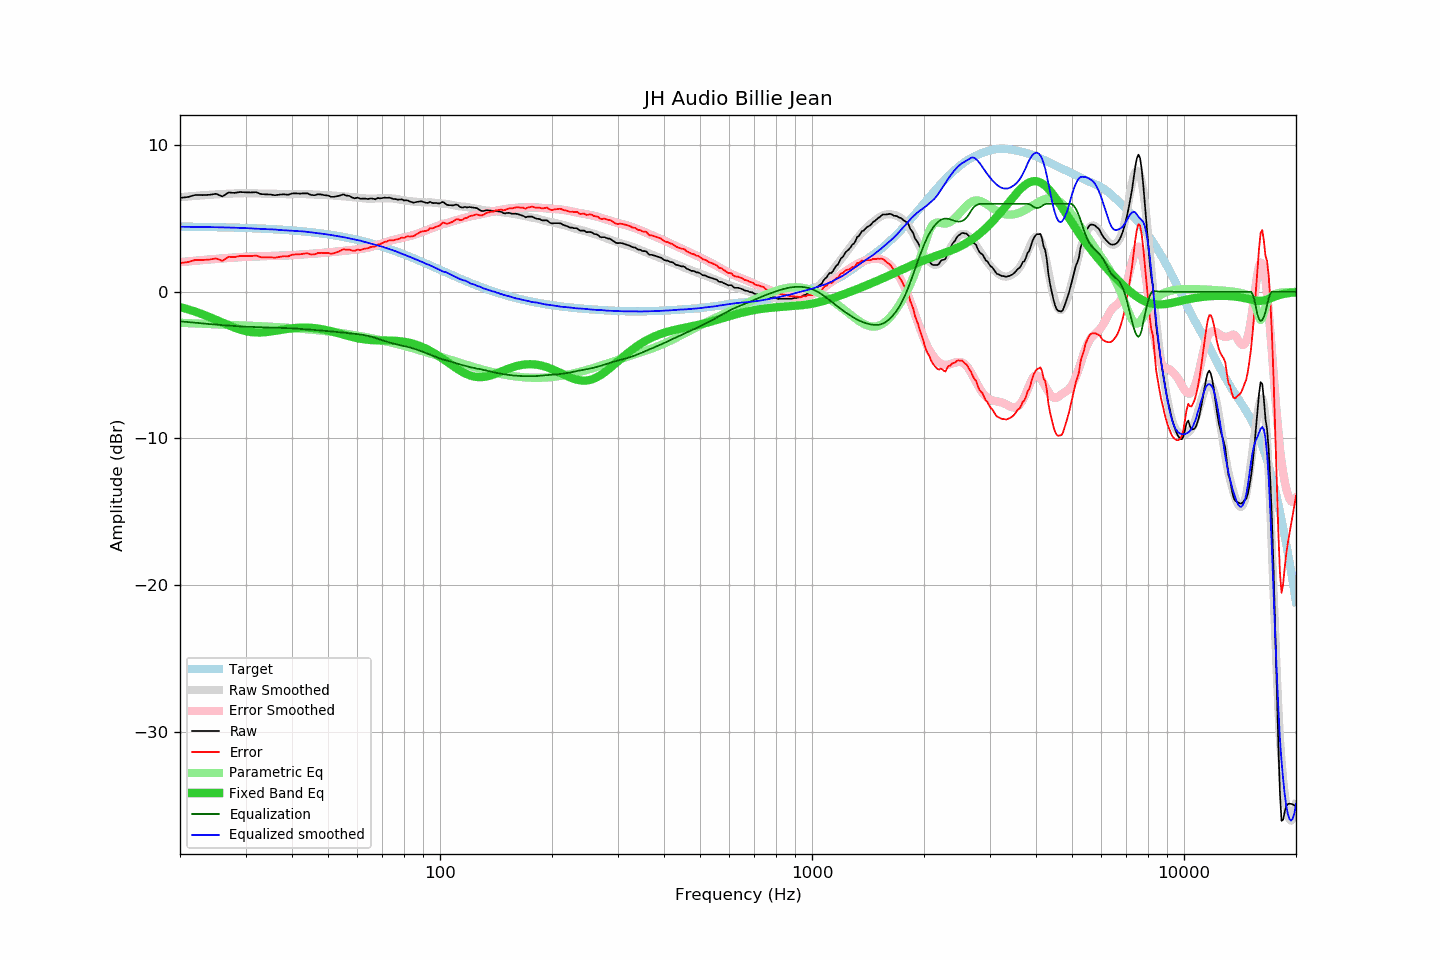 JH Audio Billie Jean
10
0
−10
−20
−30
Amplitude (dBr)
Target
Raw Smoothed
Error Smoothed
Raw
Error
Parametric Eq
Fixed Band Eq
Equalization
Equalized smoothed
100
1000
10000
Frequency (Hz)